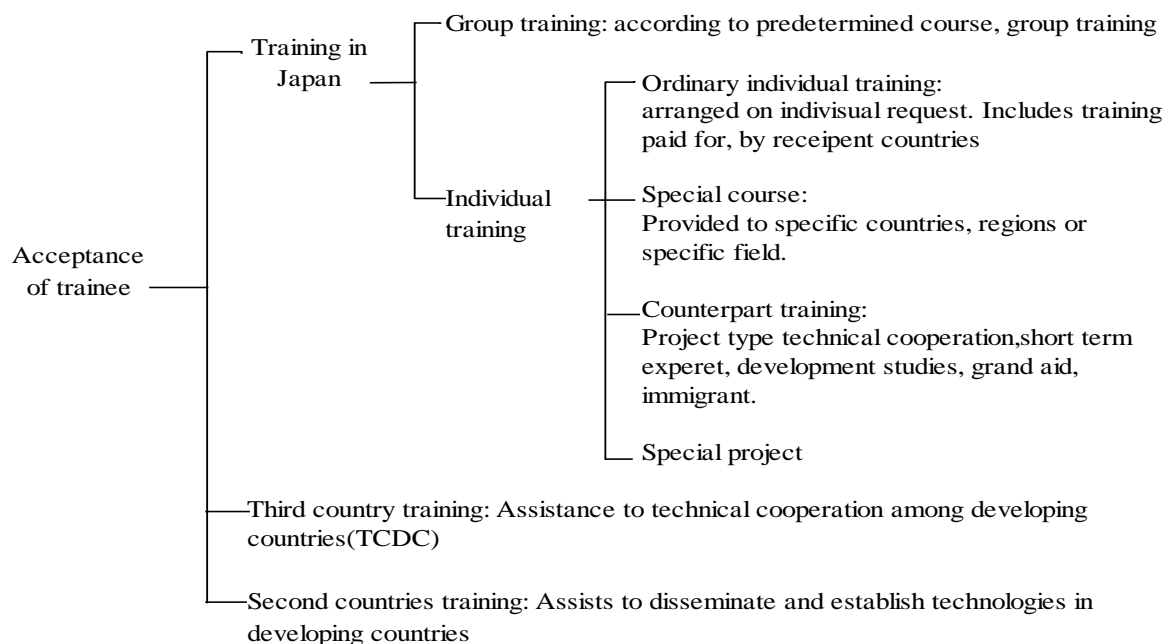 Acceptance
of trainee
Training in
Japan
Group training: according to predetermined course, group training
Individual
training
Ordinary individual training:
arranged on indivisual request. Includes training
paid for, by receipent countries
Special course:
Provided to specific countries, regions or
specific field.
Counterpart training:
Project type technical cooperation,short term
experet, development studies, grand aid,
immigrant.
Special project
Third country training: Assistance to technical cooperation among developing
countries(TCDC)
Second countries training: Assists to disseminate and establish technologies in
developing countries